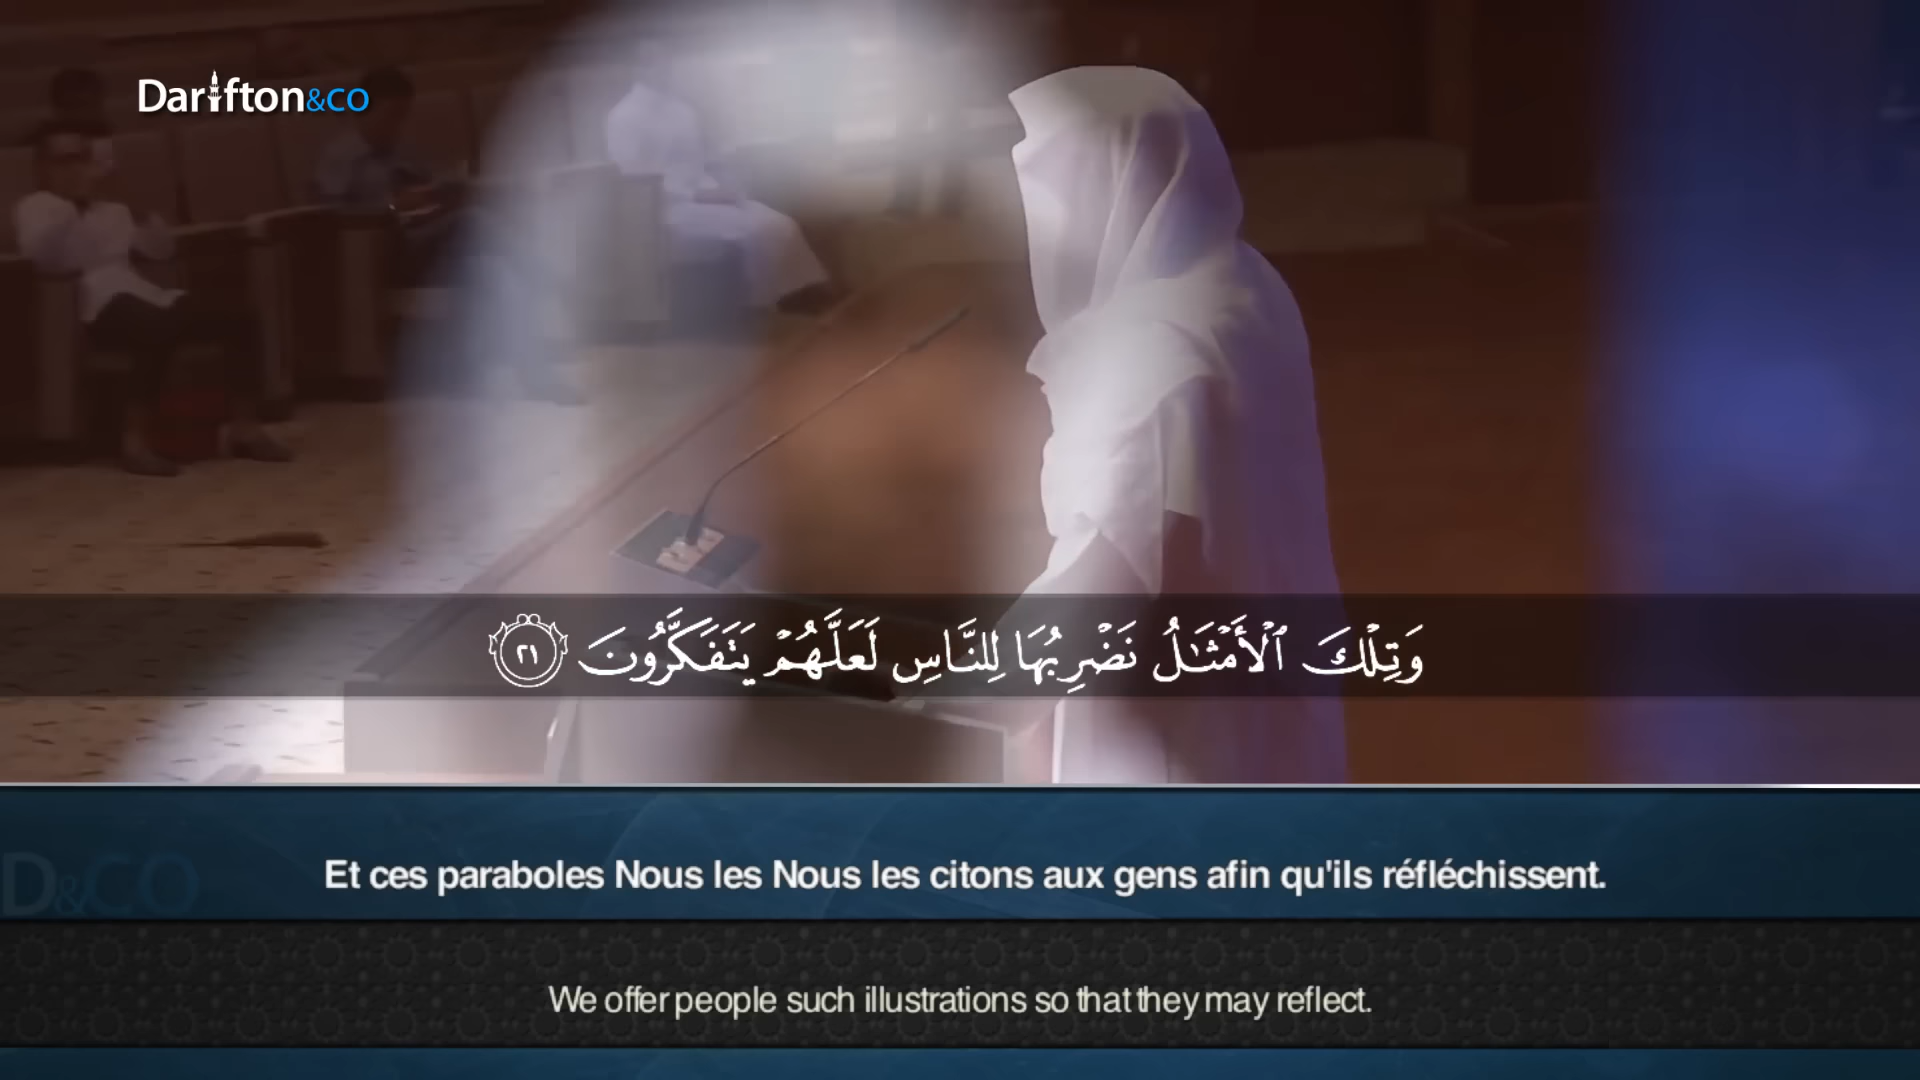 Darifton&co
وَتِلْكَ ٱلْأَمْثَـٰلُ نَضْرِبُهَا لِلنَّاسِ لَعَلَّهُمْ يَتَفَكَّرُونَ ٢١
Et ces paraboles Nous les Nous les citons aux gens afin qu'ils réfléchissent.
D&CO
We offer people such illustrations so that they may reflect.